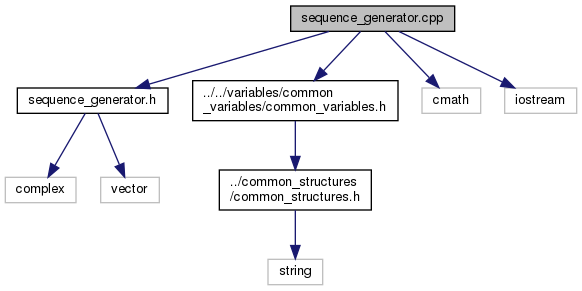 sequence_generator.cpp
sequence_generator.h
../../variables/common
_variables/common_variables.h
cmath
iostream
complex
vector
../common_structures
/common_structures.h
string